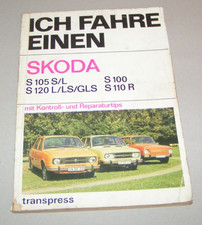 ICH FAHRE
EINEN
SKODA
S 105 S/L S 100
S 120 L/LS/GLS S 110 R
mit Kontroll- und Reparaturtips
transpress